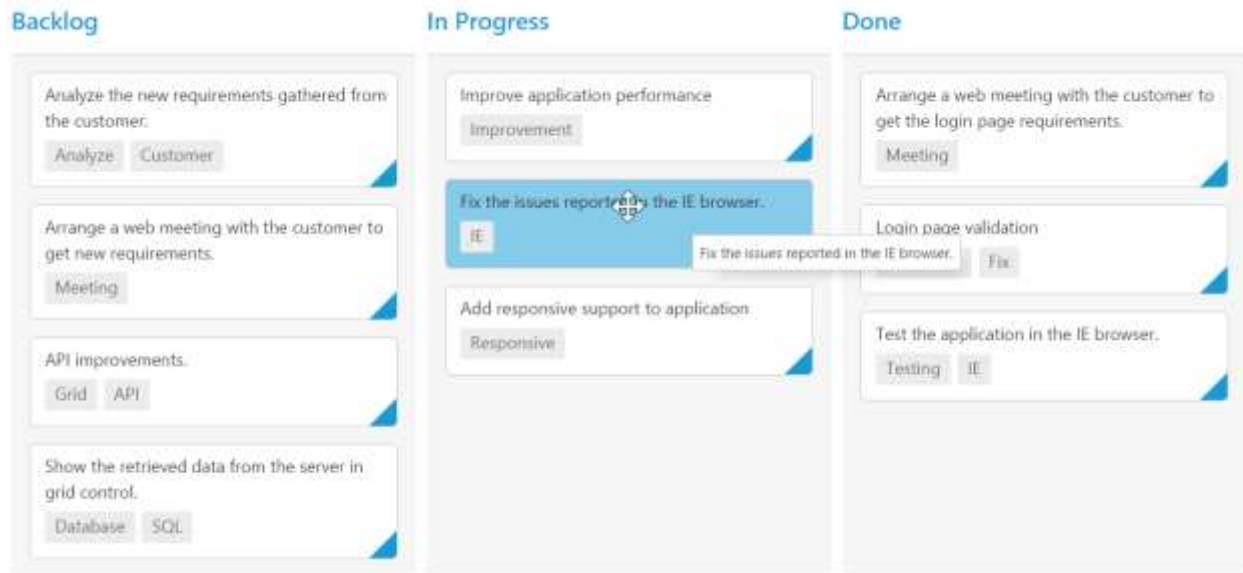 Backlog
Analyze the new requirements gathered from
the customer.
Analyze Customer
Arrange a web meeting with the customer to
get new requirements.
Meeting
API improvements.
Grid API
Show the retrieved data from the server in
grid control.
Database SQL
In Progress
Improve application performance
Improvement
Fix the issues reported the IE browser.
IE
Fix the issues reported in the IE browser.
Add responsive support to application
Responsive
Done
Arrange a web meeting with the customer to
get the login page requirements.
Meeting
Login page validation
Fix
Test the application in the IE browser.
Testing IE